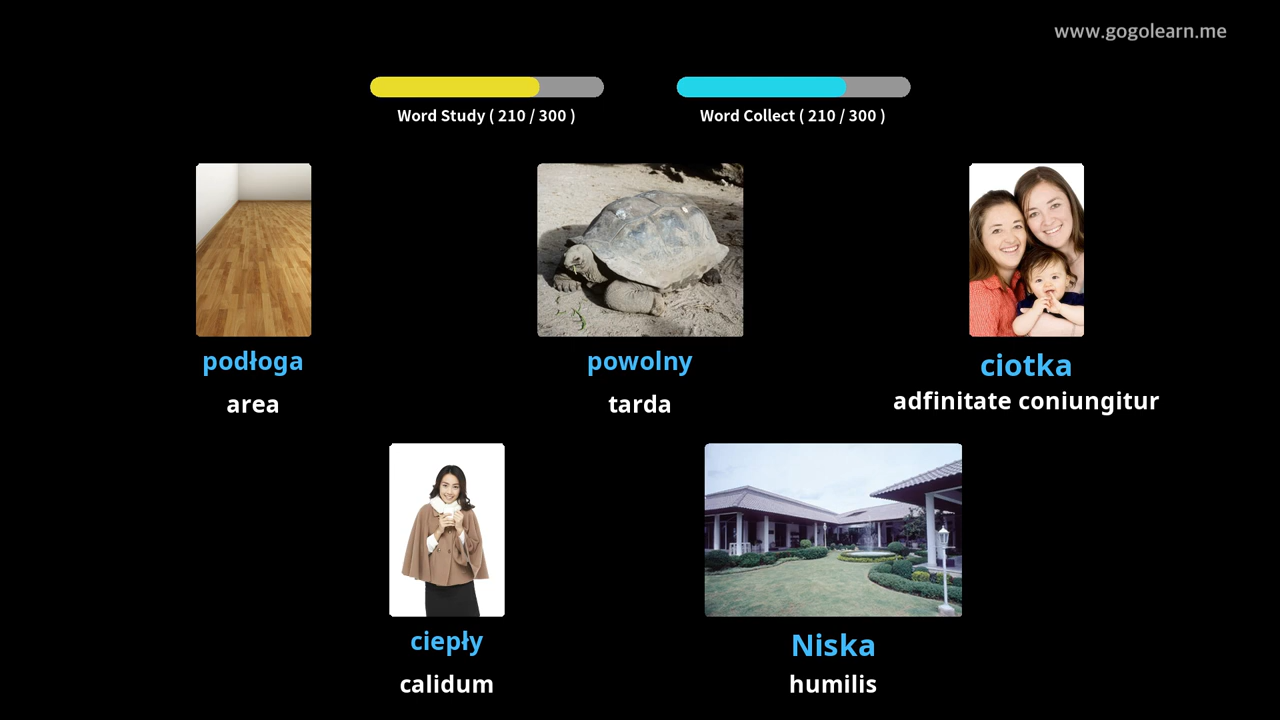 www.gogolearn.me
Word Study ( 210 / 300 )
Word Collect ( 210 / 300 )
podłoga
area
powolny
tarda
ciotka
adfinitate coniungitur
ciepły
calidum
Niska
humilis